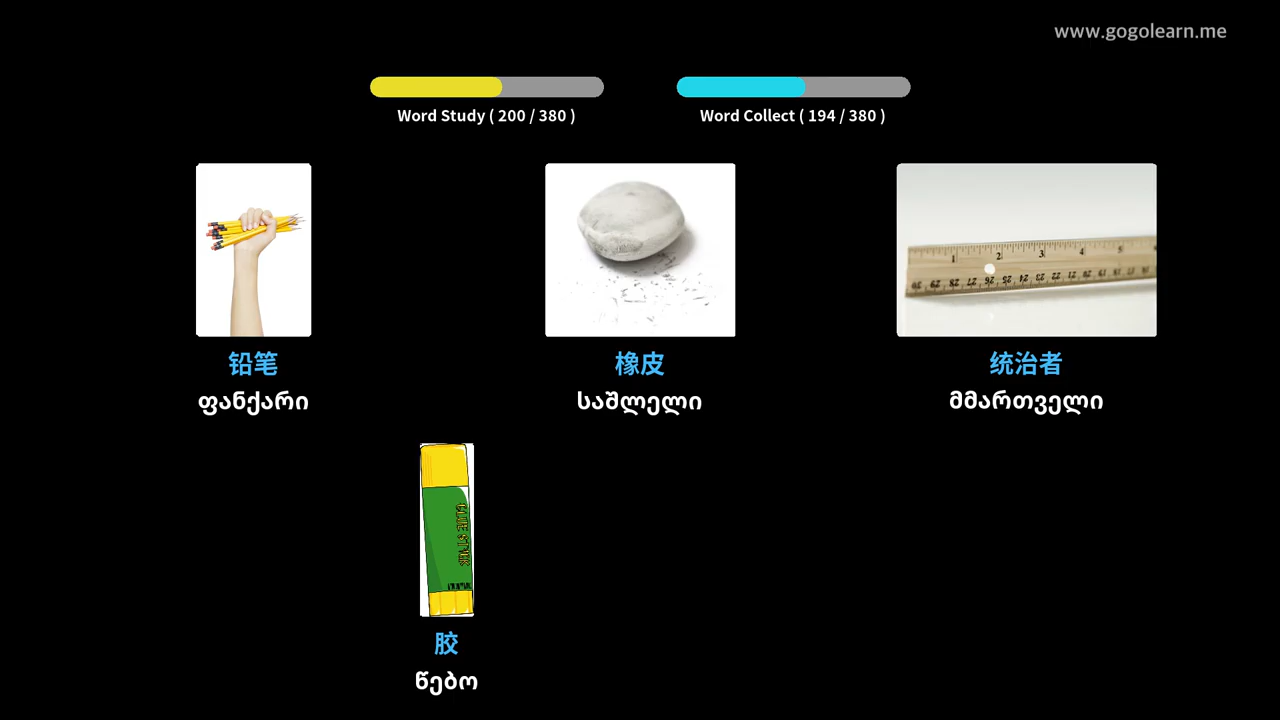 www.gogolearn.me
Word Study ( 200 / 380 )
Word Collect ( 194 / 380 )
铅笔
橡皮
统治者
ფანქარი
საშლელი
მმართველი
胶
წებო